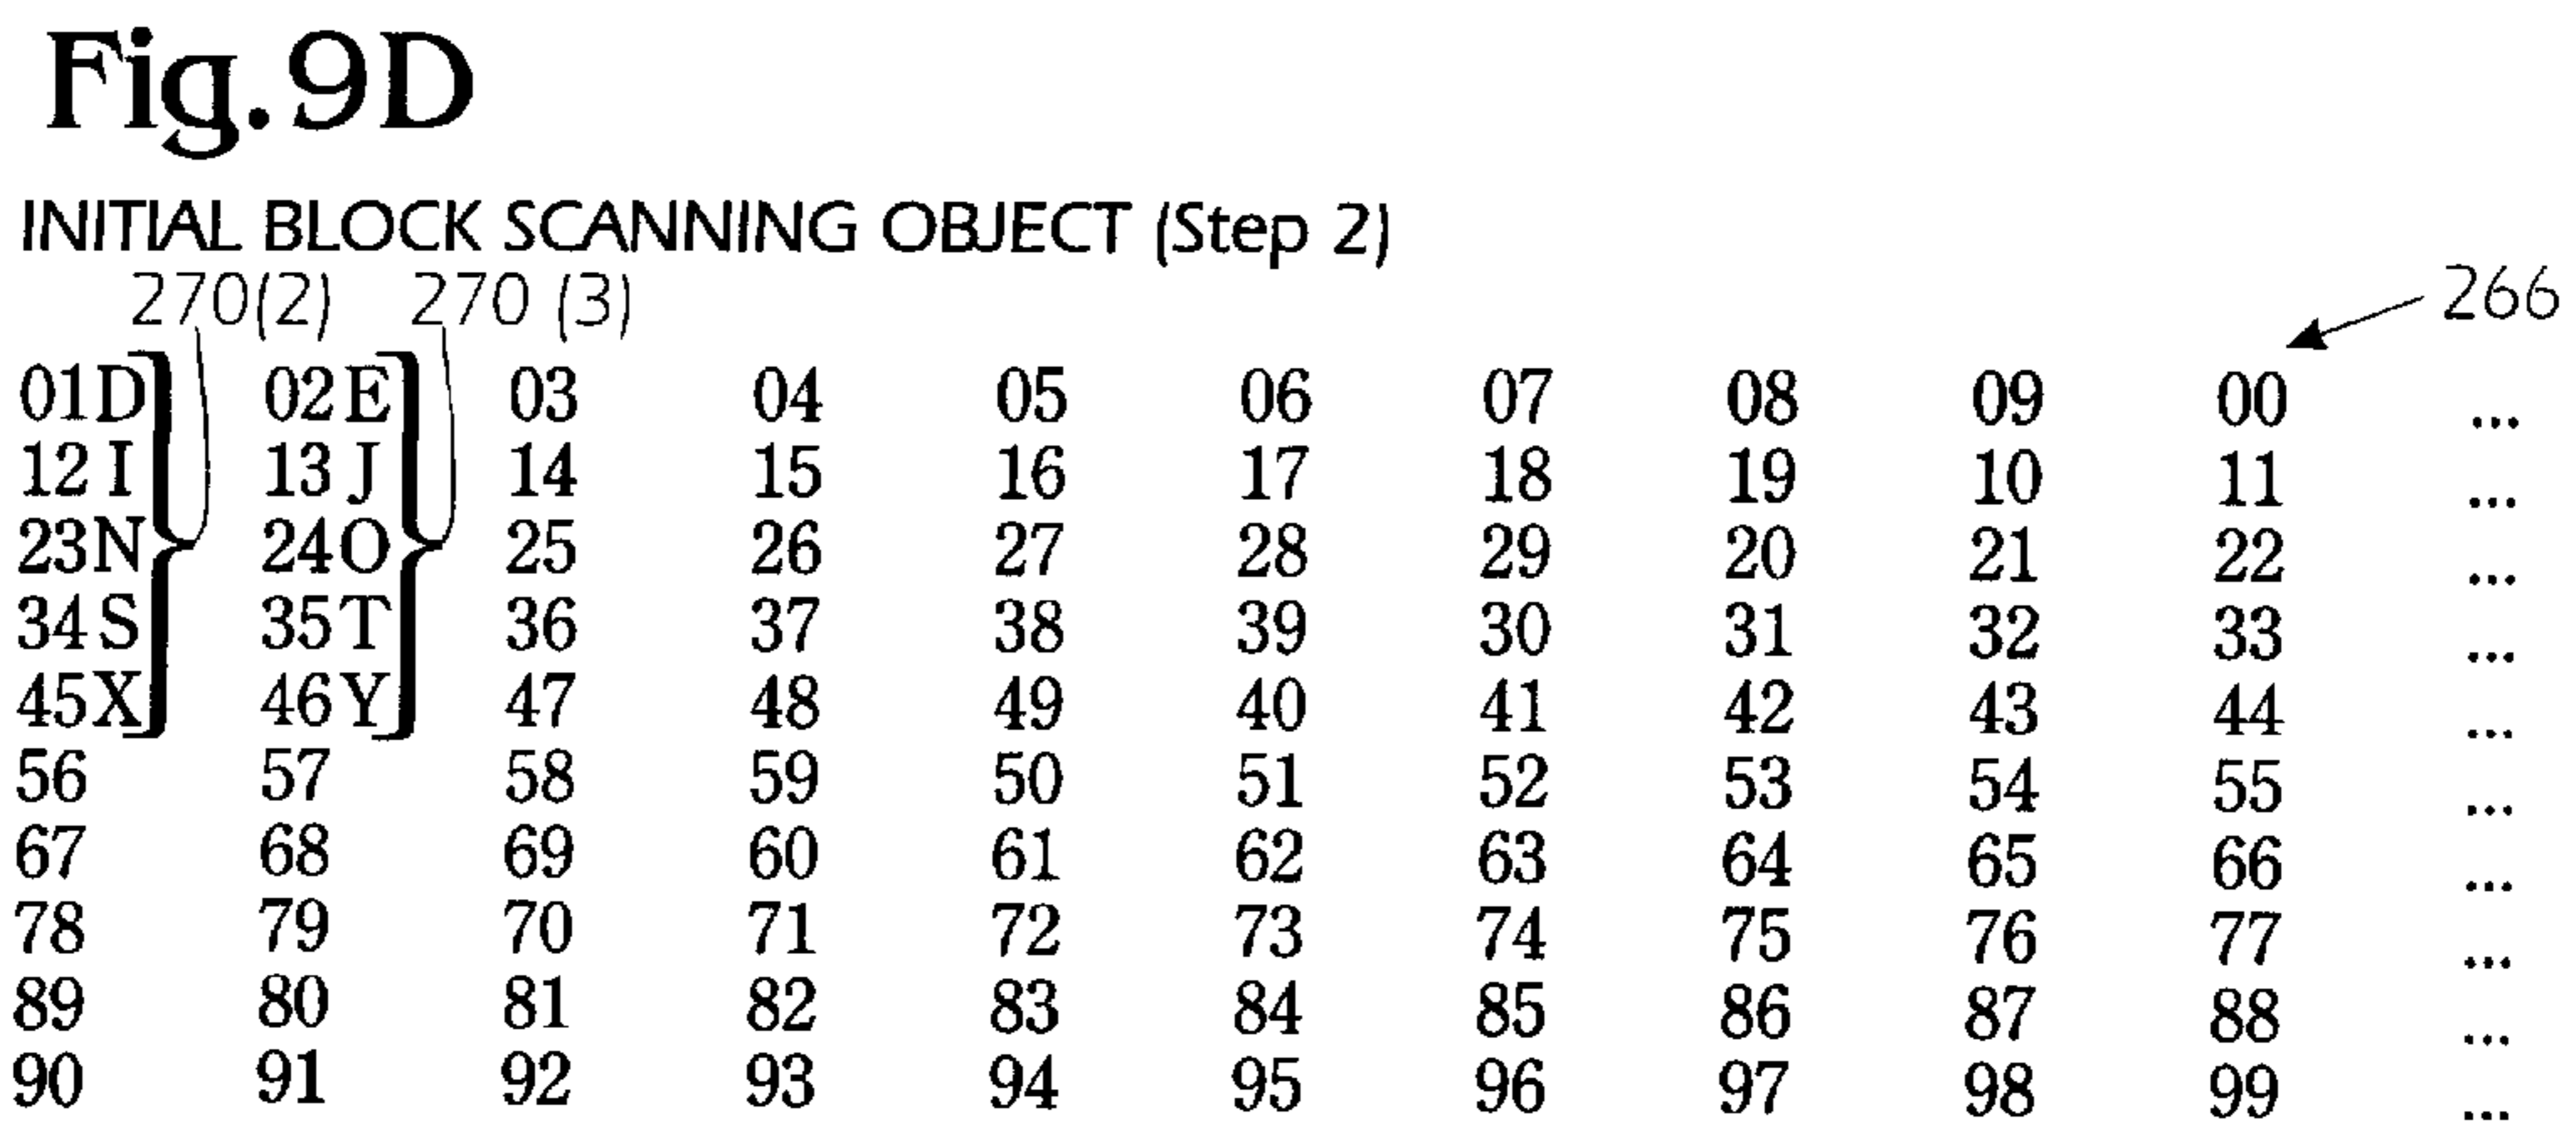 Fig.9D
INITIAL BLOCK SCANNING OBJECT (Step 2)
270(2) 270 (3) 266
01D 02E 03 04 05 06 07 08 09 00 ...
12 I 13 J 14 15 16 17 18 19 10 11 ...
23N 24O 25 26 27 28 29 20 21 22 ...
34 S 35T 36 37 38 39 30 31 32 33 ...
45X 46Y 47 48 49 40 41 42 43 44 ...
56 57 58 59 50 51 52 53 54 55 ...
67 68 69 60 61 62 63 64 65 66 ...
78 79 70 71 72 73 74 75 76 77 ...
89 80 81 82 83 84 85 86 87 88 ...
90 91 92 93 94 95 96 97 98 99 ...